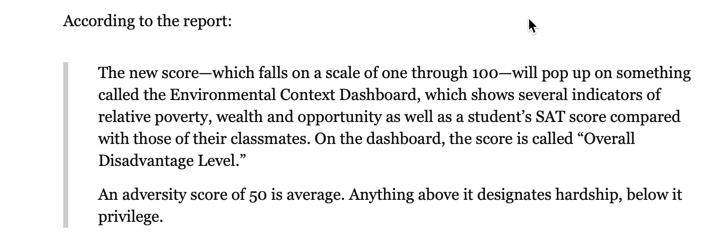 According to the report:
The new score—which falls on a scale of one through 100—will pop up on something
called the Environmental Context Dashboard, which shows several indicators of
relative poverty, wealth and opportunity as well as a student’s SAT score compared
with those of their classmates. On the dashboard, the score is called “Overall
Disadvantage Level.”
An adversity score of 50 is average. Anything above it designates hardship, below it
privilege.